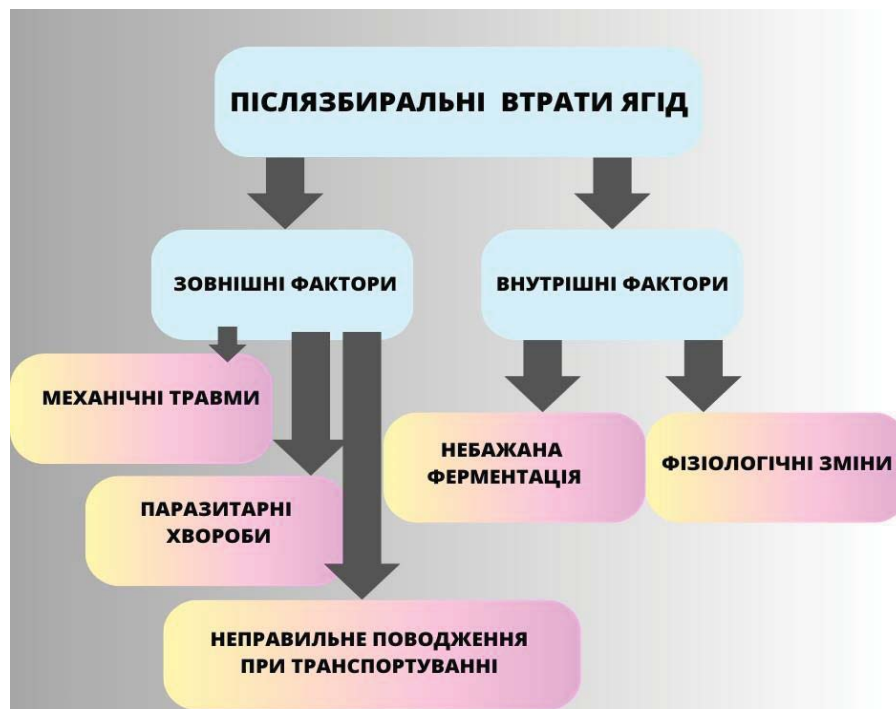 ПІСЛЯЗБИРАЛЬНІ ВТРАТИ ЯГІД
ЗОВНІШНІ ФАКТОРИ
ВНУТРІШНІ ФАКТОРИ
МЕХАНІЧНІ ТРАВМИ
НЕБАЖАНА
ФЕРМЕНТАЦІЯ
ФІЗІОЛОГІЧНІ ЗМІНИ
ПАРАЗИТАРНІ
ХВОРОБИ
НЕПРАВИЛЬНЕ ПОВОДЖЕННЯ
ПРИ ТРАНСПОРТУВАННІ